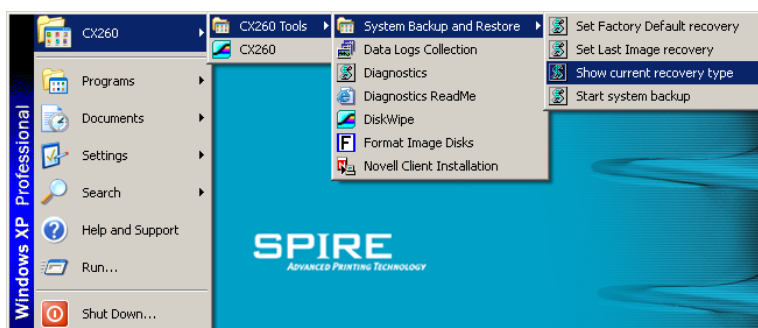 CX260
Programs
Documents
Settings
Search
Help and Support
Run...
Shut Down...
Windows XP Professional
CX260 Tools
CX260
System Backup and Restore
Data Logs Collection
Diagnostics
Diagnostics ReadMe
DiskWipe
Format Image Disks
Novell Client Installation
Set Factory Default recovery
Set Last Image recovery
Show current recovery type
Start system backup
SPIRE
ADVANCED PRINTING TECHNOLOGY